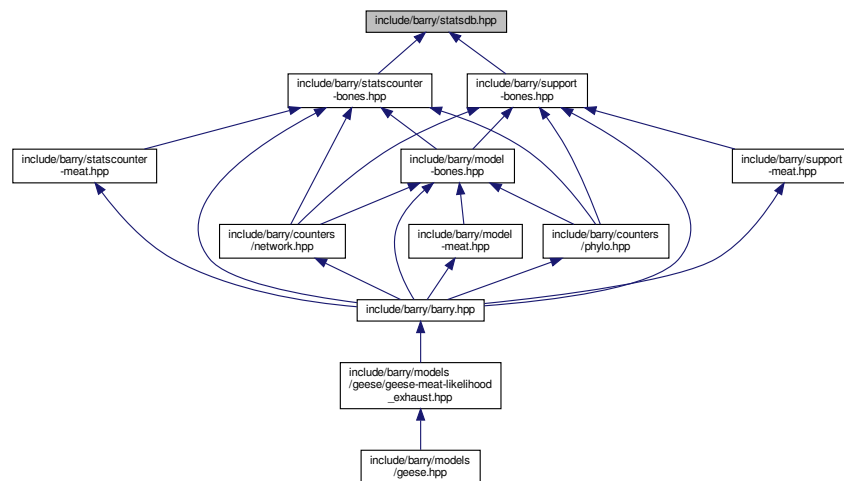 include/barry/statsdb.hpp
include/barry/statscounter
-bones.hpp
include/barry/support
-bones.hpp
include/barry/statscounter
-meat.hpp
include/barry/model
-bones.hpp
include/barry/support
-meat.hpp
include/barry/counters
/network.hpp
include/barry/model
-meat.hpp
include/barry/counters
/phylo.hpp
include/barry/barry.hpp
include/barry/models
/geese/geese-meat-likelihood
_exhaust.hpp
include/barry/models
/geese.hpp